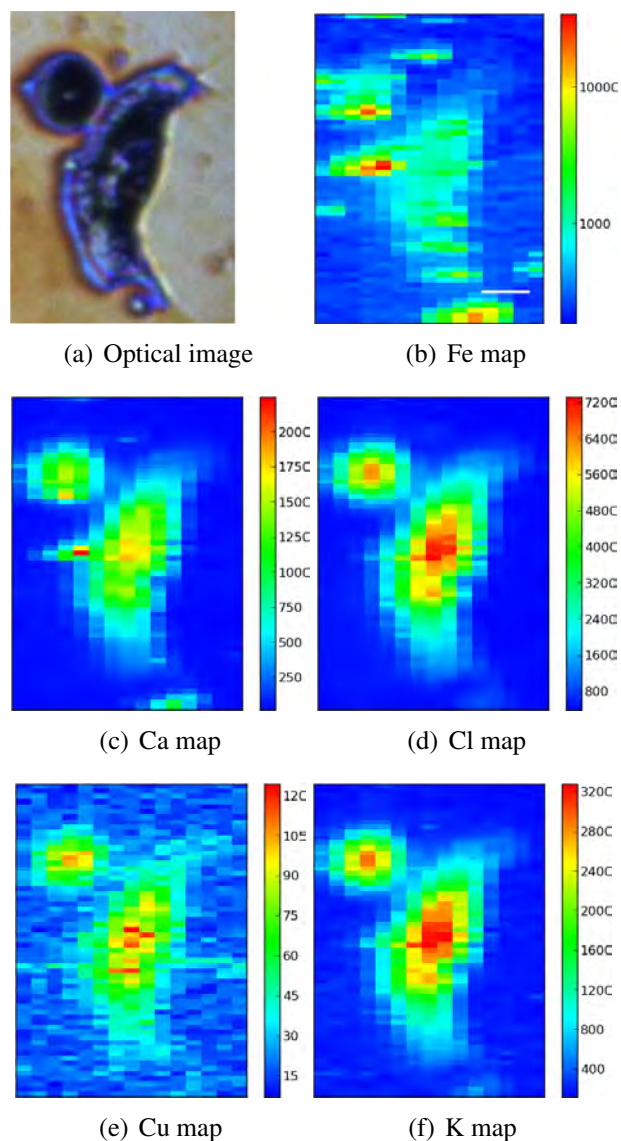 1000C
1000
(a) Optical image
(b) Fe map
200C
175C
150C
125C
100C
750
500
250
720C
640C
560C
480C
400C
320C
240C
160C
800
(c) Ca map
(d) Cl map
12C
105
90
75
60
45
30
15
320C
280C
240C
200C
160C
120C
800
400
(e) Cu map
(f) K map